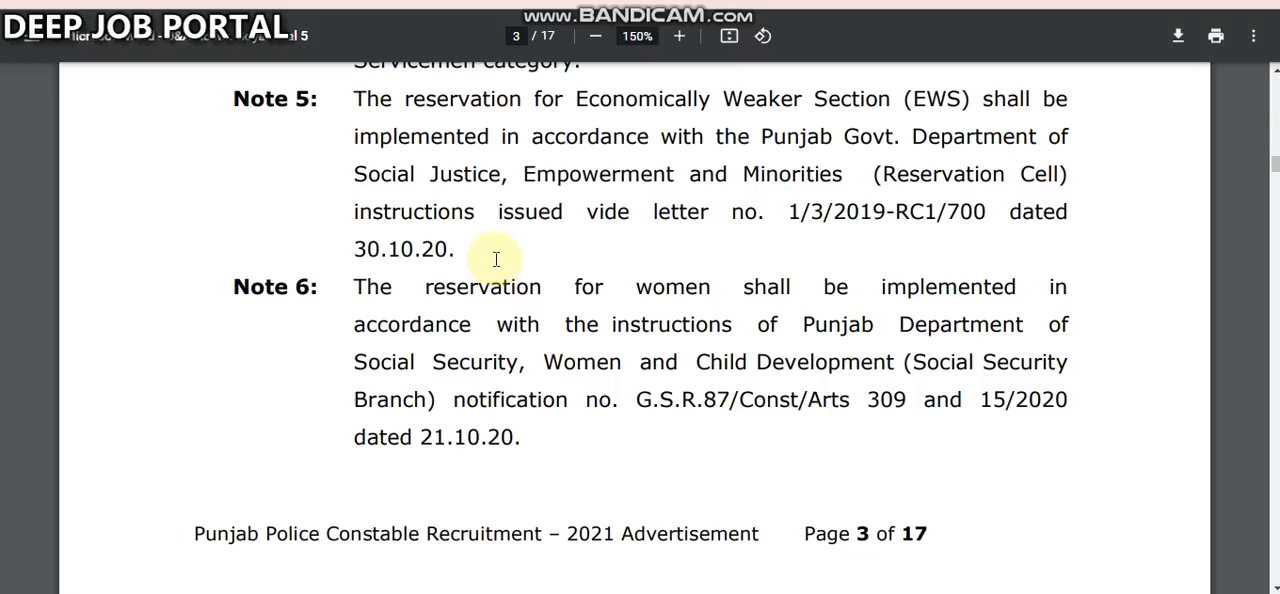 www.BANDICAM.com
DEEP JOB PORTAL
l 5
3 / 17
150%
Servicemen category.
Note 5: The reservation for Economically Weaker Section (EWS) shall be
implemented in accordance with the Punjab Govt. Department of
Social Justice, Empowerment and Minorities (Reservation Cell)
instructions issued vide letter no. 1/3/2019-RC1/700 dated
30.10.20.
Note 6: The reservation for women shall be implemented in
accordance with the instructions of Punjab Department of
Social Security, Women and Child Development (Social Security
Branch) notification no. G.S.R.87/Const/Arts 309 and 15/2020
dated 21.10.20.
Punjab Police Constable Recruitment – 2021 Advertisement Page 3 of 17